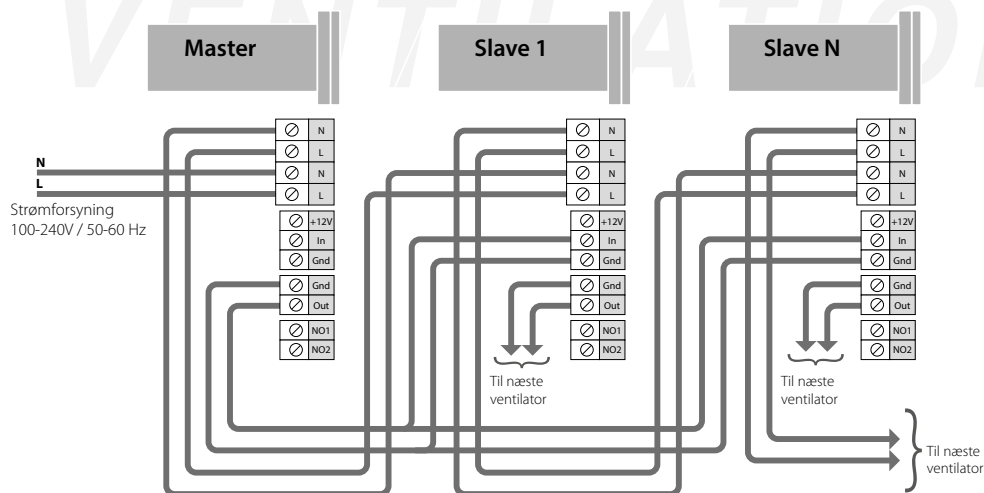 VENTILATION
Master
Slave 1
Slave N
N
L
N
L
+12V
In
Gnd
Gnd
Out
NO1
NO2
N
L
N
L
+12V
In
Gnd
Gnd
Out
NO1
NO2
N
L
N
L
+12V
In
Gnd
Gnd
Out
NO1
NO2
N
L
Strømforsyning
100-240V / 50-60 Hz
Til næste
ventilator
Til næste
ventilator
Til næste
ventilator